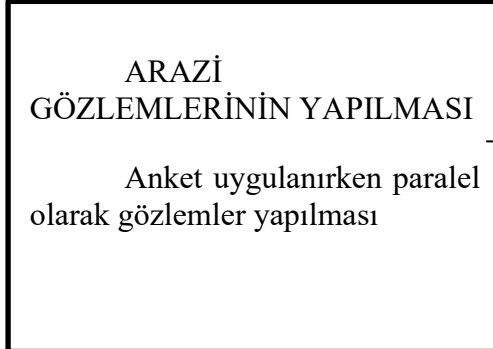 ARAZİ
GÖZLEMLERİNİN YAPILMASI
Anket uygulanırken paralel
olarak gözlemler yapılması